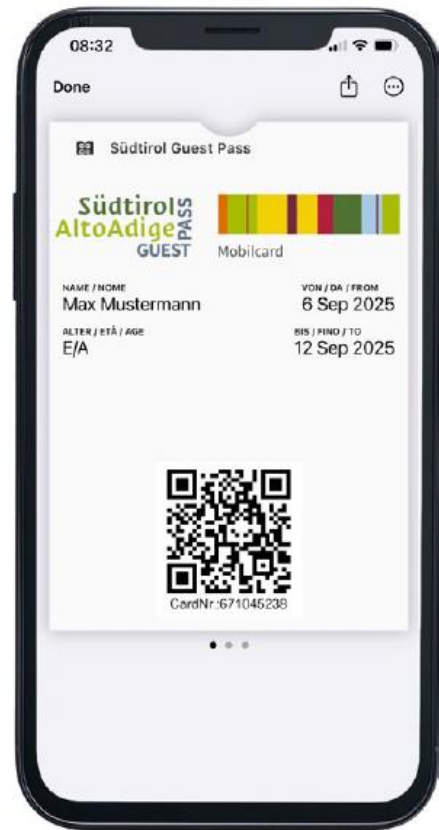 08:32
Done
Südtirol Guest Pass
Südtirol
AltoAdige
GUEST
PASS
Mobilcard
NAME / NOME
VON / DA / FROM
Max Mustermann
6 Sep 2025
ALTER / ETÀ / AGE
BIS / FINO / TO
E/A
12 Sep 2025
CardNr.:671045238